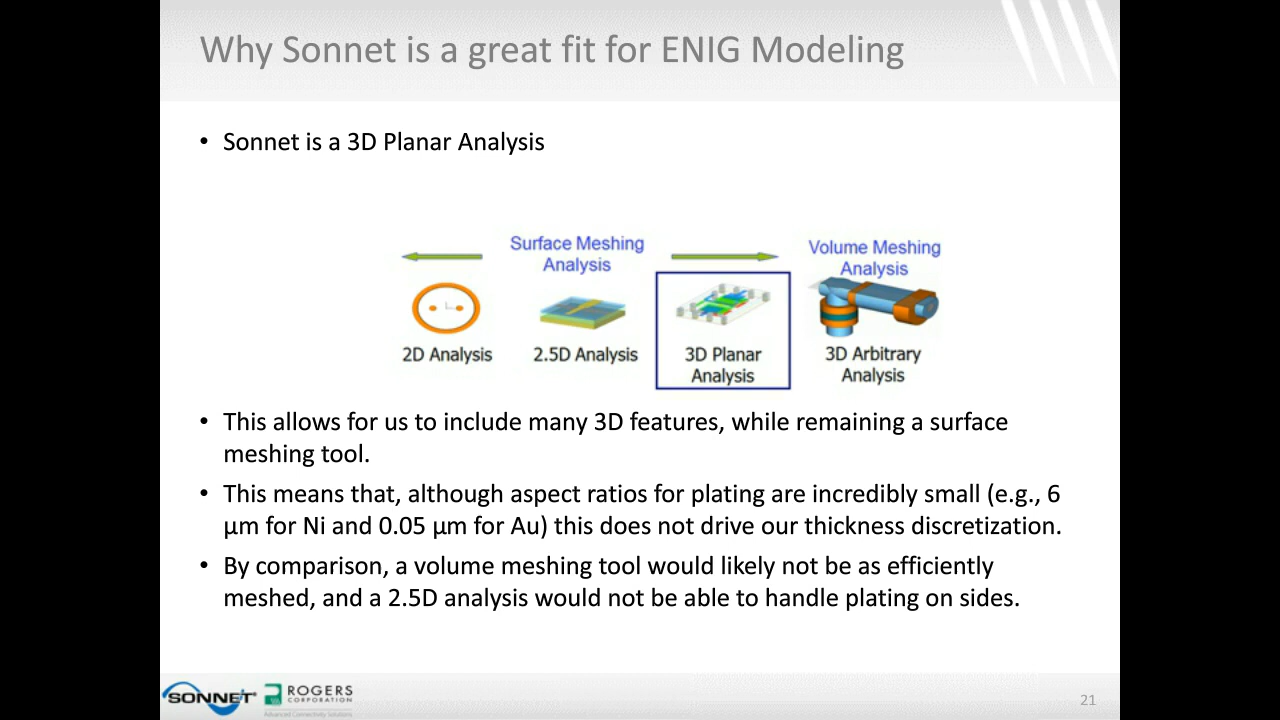 Why Sonnet is a great fit for ENIG Modeling
• Sonnet is a 3D Planar Analysis
Surface Meshing
Analysis
Volume Meshing
Analysis
2D Analysis
2.5D Analysis
3D Planar
Analysis
3D Arbitrary
Analysis
• This allows for us to include many 3D features, while remaining a surface
meshing tool.
• This means that, although aspect ratios for plating are incredibly small (e.g., 6
µm for Ni and 0.05 µm for Au) this does not drive our thickness discretization.
• By comparison, a volume meshing tool would likely not be as efficiently
meshed, and a 2.5D analysis would not be able to handle plating on sides.
SONNET
ROGERS
CORPORATION
Advanced Connectivity Solutions
21